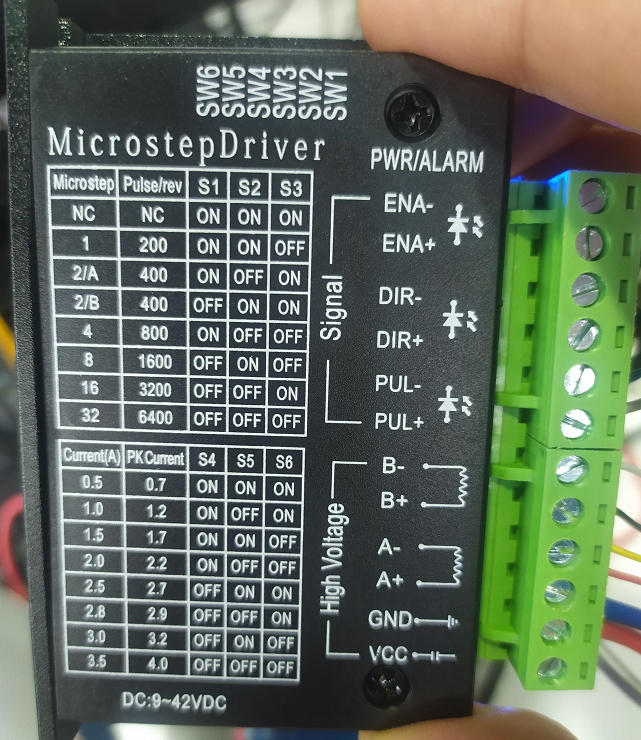 SW6
SW5
SW4
SW3
SW2
SW1
MicrostepDriver
Microstep Pulse/rev S1 S2 S3
NC NC ON ON ON
1 200 ON ON OFF
2/A 400 ON OFF ON
2/B 400 OFF ON ON
4 800 ON OFF OFF
8 1600 OFF ON OFF
16 3200 OFF OFF ON
32 6400 OFF OFF OFF
Current(A) PK Current S4 S5 S6
0.5 0.7 ON ON ON
1.0 1.2 ON OFF ON
1.5 1.7 ON ON OFF
2.0 2.2 ON OFF OFF
2.5 2.7 OFF ON ON
2.8 2.9 OFF OFF ON
3.0 3.2 OFF ON OFF
3.5 4.0 OFF OFF OFF
DC:9~42VDC
PWR/ALARM
Signal
ENA-
ENA+
DIR-
DIR+
PUL-
PUL+
High Voltage
B-
B+
A-
A+
GND
VCC